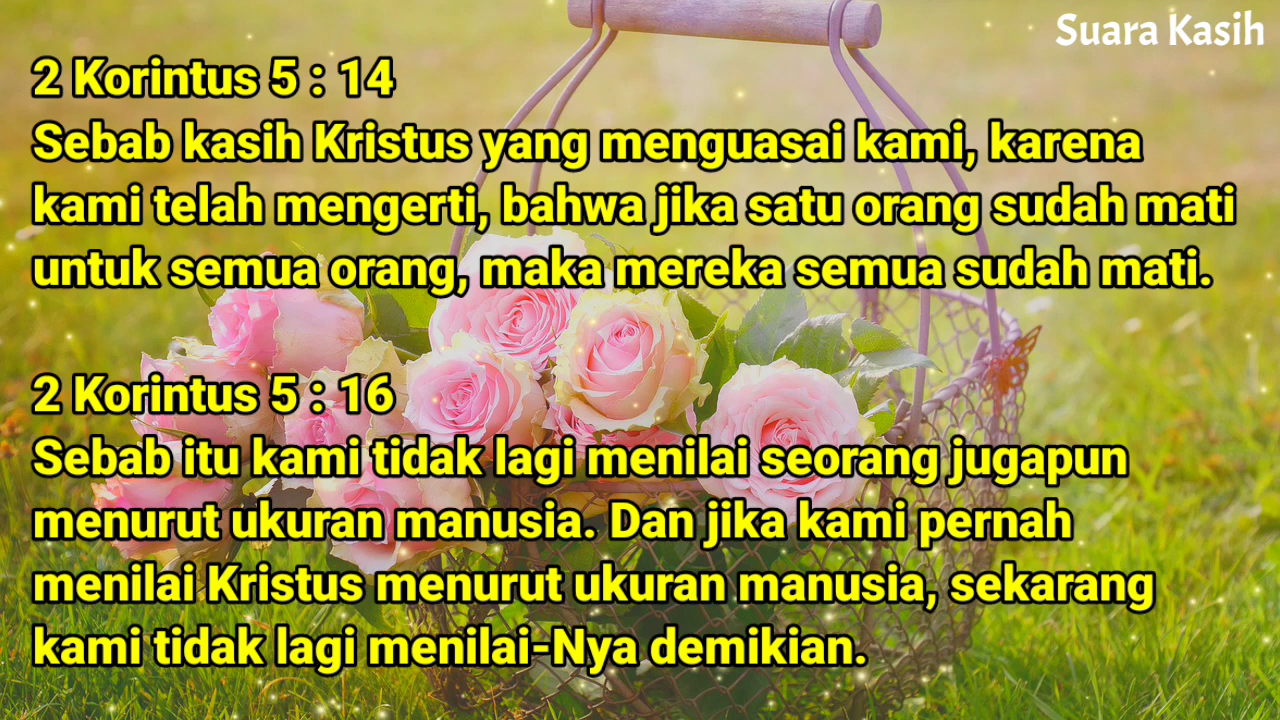 Suara Kasih
2 Korintus 5 : 14
Sebab kasih Kristus yang menguasai kami, karena
kami telah mengerti, bahwa jika satu orang sudah mati
untuk semua orang, maka mereka semua sudah mati.
2 Korintus 5 : 16
Sebab itu kami tidak lagi menilai seorang jugapun
menurut ukuran manusia. Dan jika kami pernah
menilai Kristus menurut ukuran manusia, sekarang
kami tidak lagi menilai-Nya demikian.